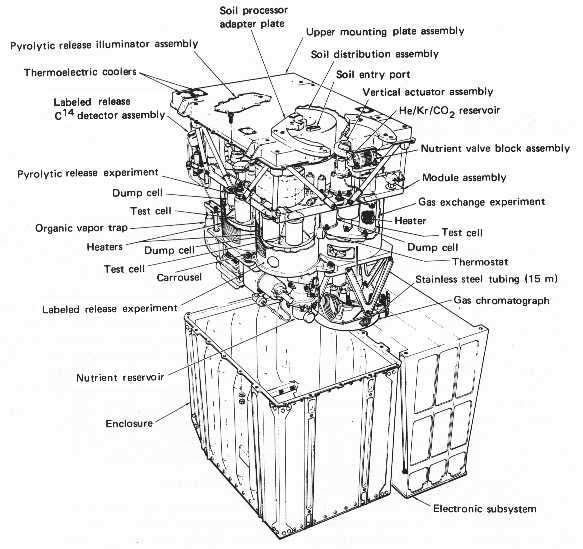 Soil processor
adapter plate
Upper mounting plate assembly
Pyrolytic release illuminator assembly
Soil distribution assembly
Thermoelectric coolers
Soil entry port
Vertical actuator assembly
Labeled release
C14 detector assembly
He/Kr/CO2 reservoir
Nutrient valve block assembly
Pyrolytic release experiment
Module assembly
Dump cell
Gas exchange experiment
Test cell
Heater
Organic vapor trap
Test cell
Heaters
Dump cell
Dump cell
Thermostat
Test cell
Carrousel
Stainless steel tubing (15 m)
Labeled release experiment
Gas chromatograph
Nutrient reservoir
Enclosure
Electronic subsystem